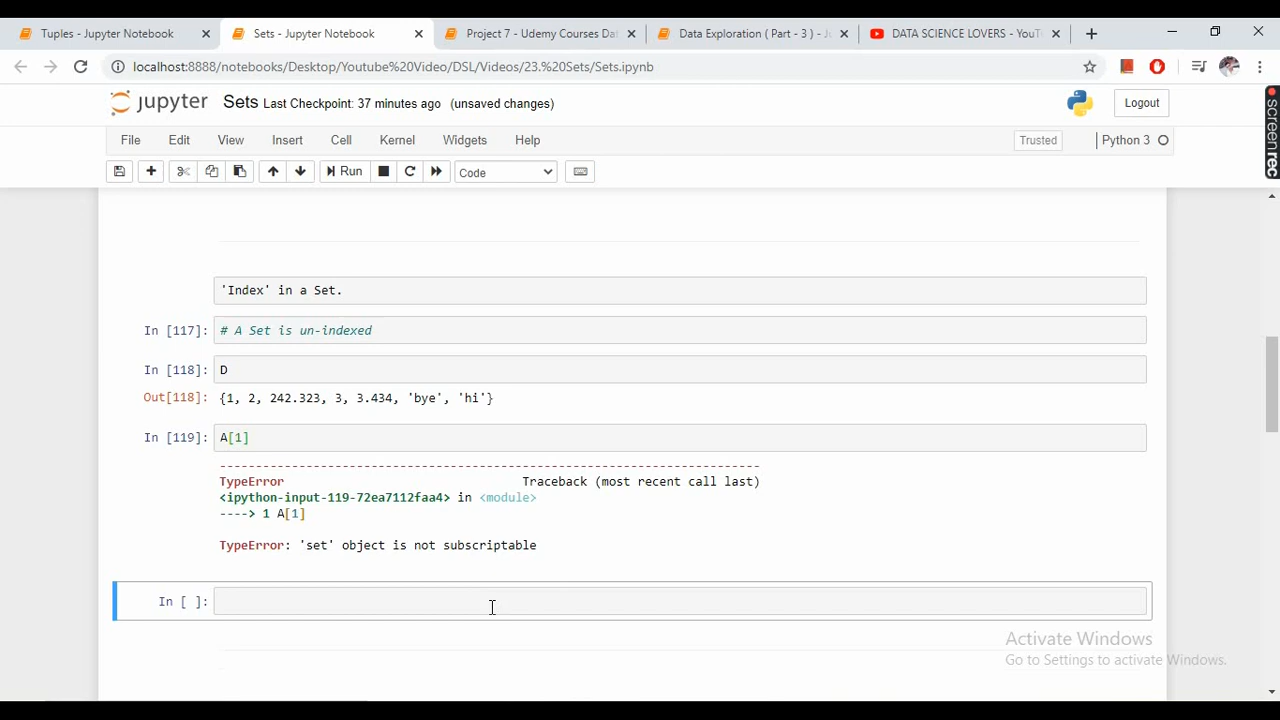 Tuples - Jupyter Notebook
Sets - Jupyter Notebook
Project 7 - Udemy Courses Dat
Data Exploration ( Part - 3 ) - Ju
DATA SCIENCE LOVERS - YouT
localhost:8888/notebooks/Desktop/Youtube%20Video/DSL/Videos/23.%20Sets/Sets.ipynb
jupyter Sets Last Checkpoint: 37 minutes ago (unsaved changes)
Logout
File Edit View Insert Cell Kernel Widgets Help
Trusted
Python 3
Run
Code
screenrec
'Index' in a Set.
In [117]: # A Set is un-indexed
In [118]: D
Out[118]: {1, 2, 242.323, 3, 3.434, 'bye', 'hi'}
In [119]: A[1]
---------------------------------------------------------------------------
TypeError Traceback (most recent call last)
<ipython-input-119-72ea7112faa4> in <module>
----> 1 A[1]
TypeError: 'set' object is not subscriptable
In [ ]:
Activate Windows
Go to Settings to activate Windows.